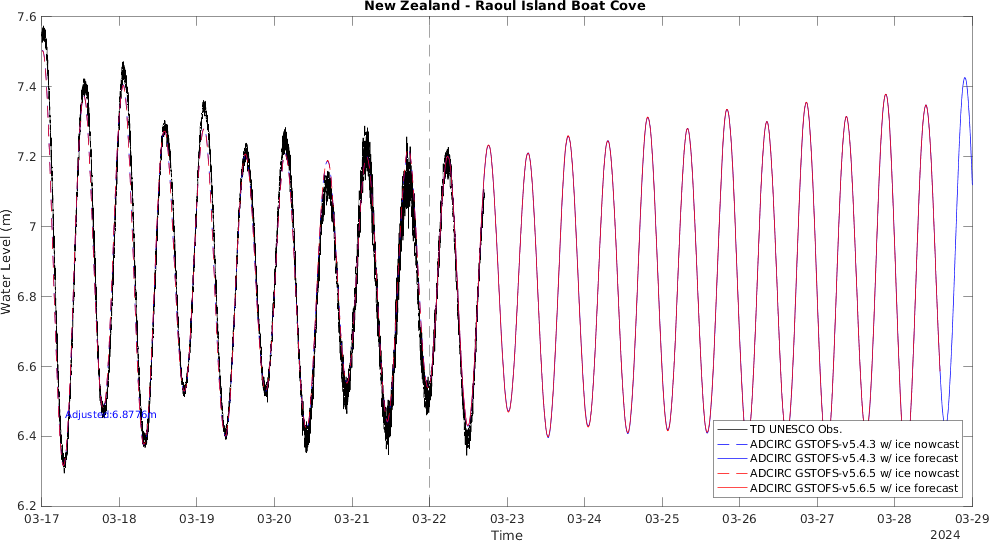 New Zealand - Raoul Island Boat Cove
Water Level (m)
7.6
7.4
7.2
7
6.8
6.6
6.4
6.2
Adjusted:6.8776m
TD UNESCO Obs.
ADCIRC GSTOFS-v5.4.3 w/ ice nowcast
ADCIRC GSTOFS-v5.4.3 w/ ice forecast
ADCIRC GSTOFS-v5.6.5 w/ ice nowcast
ADCIRC GSTOFS-v5.6.5 w/ ice forecast
03-17 03-18 03-19 03-20 03-21 03-22 03-23 03-24 03-25 03-26 03-27 03-28 03-29
Time
2024